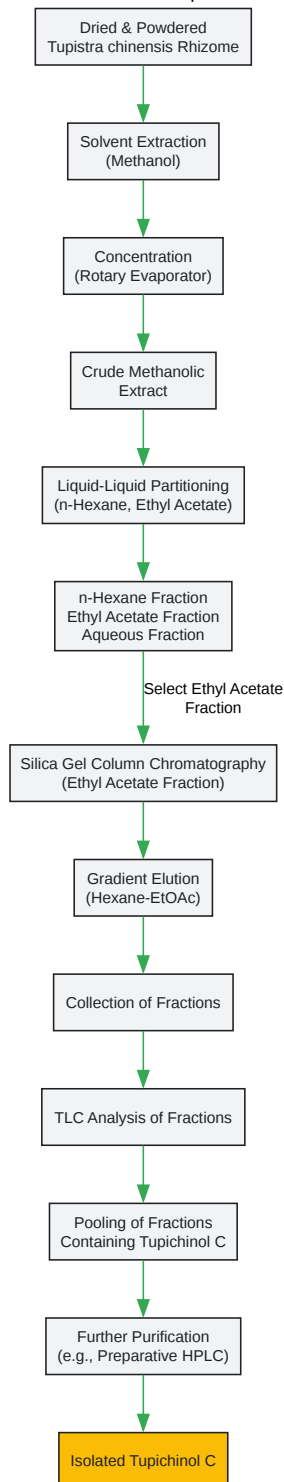 Dried & Powdered
Tupistra chinensis Rhizome
Solvent Extraction
(Methanol)
Concentration
(Rotary Evaporator)
Crude Methanolic
Extract
Liquid-Liquid Partitioning
(n-Hexane, Ethyl Acetate)
n-Hexane Fraction
Ethyl Acetate Fraction
Aqueous Fraction
Select Ethyl Acetate
Fraction
Silica Gel Column Chromatography
(Ethyl Acetate Fraction)
Gradient Elution
(Hexane-EtOAc)
Collection of Fractions
TLC Analysis of Fractions
Pooling of Fractions
Containing Tupichinol C
Further Purification
(e.g., Preparative HPLC)
Isolated Tupichinol C